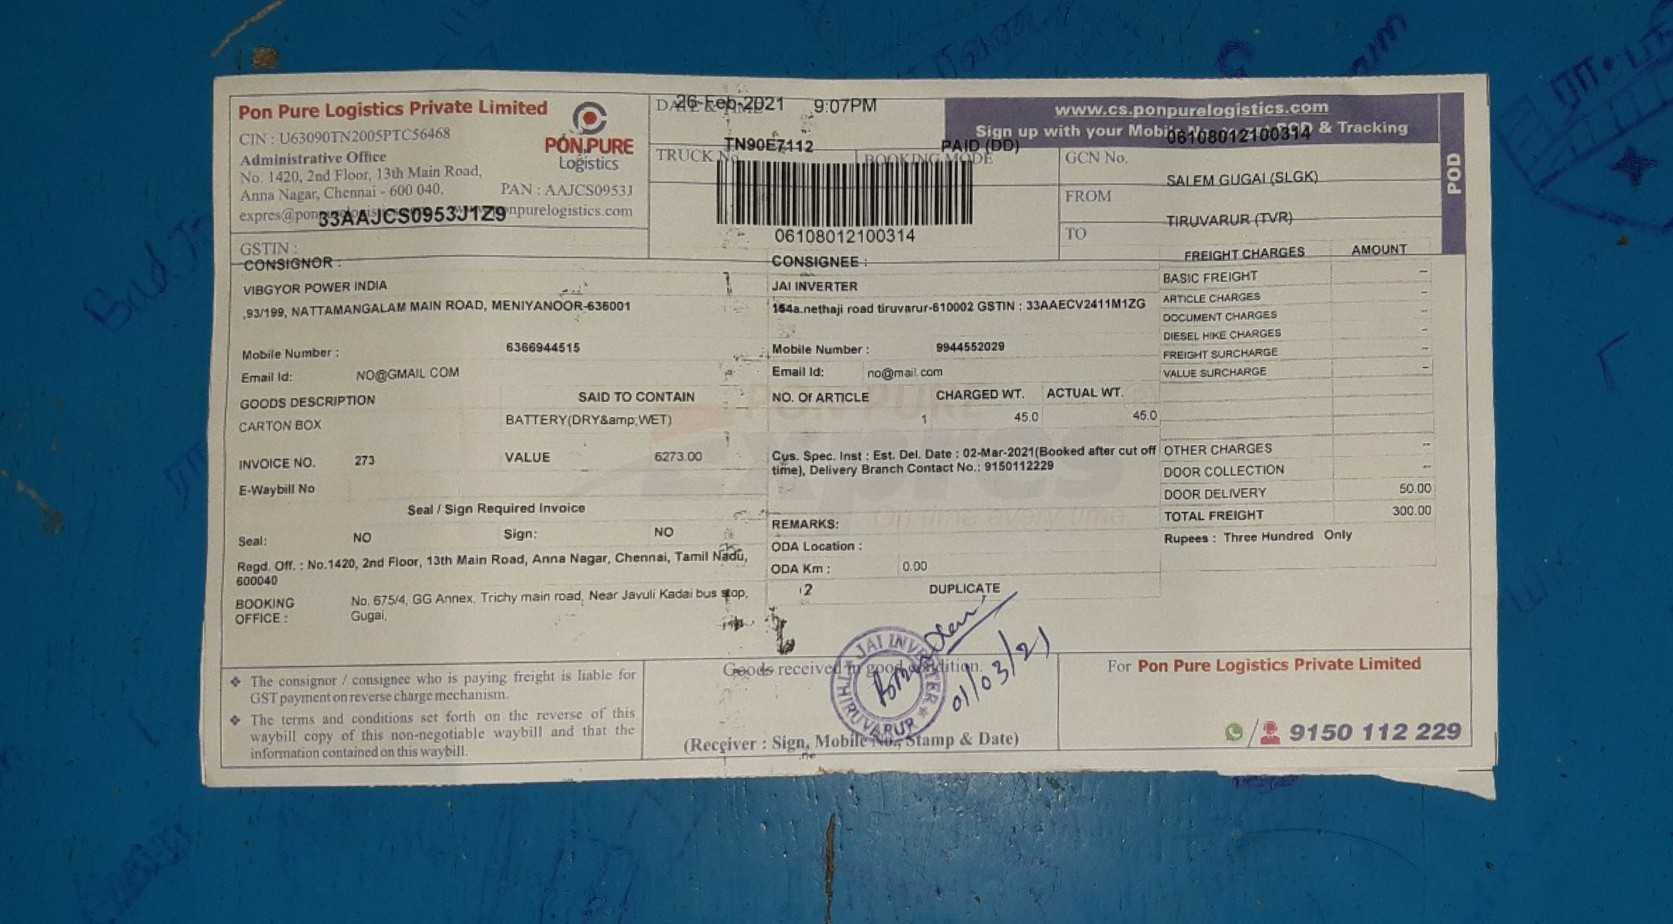 Pon Pure Logistics Private Limited
CIN : U63090TN2005PTC56468
Administrative Office
No. 1420, 2nd Floor, 13th Main Road,
Anna Nagar, Chennai - 600 040.
PAN : AAJCS0953J
33AAJCS0953J1Z9
GSTIN :
PON PURE
Logistics
DATE & TIME
26-Feb-2021 9:07PM
TRUCK No.
TN90E7112
BOOKING MODE
PAID (DD)
06108012100314
www.cs.ponpurelogistics.com
Sign up with your Mobile & Tracking
GCN No.
06108012100314
FROM
SALEM GUGAI (SLGK)
TO
TIRUVARUR (TVR)
POD
CONSIGNOR :
VIBGYOR POWER INDIA
,93/199, NATTAMANGALAM MAIN ROAD, MENIYANOOR-636001
Mobile Number : 6366944515
Email Id: NO@GMAIL COM
GOODS DESCRIPTION SAID TO CONTAIN
CARTON BOX BATTERY(DRY&amp;WET)
INVOICE NO. 273 VALUE 6273.00
E-Waybill No
Seal / Sign Required Invoice
Seal: NO Sign: NO
Regd. Off. : No.1420, 2nd Floor, 13th Main Road, Anna Nagar, Chennai, Tamil Nadu,
600040
BOOKING OFFICE : No. 675/4, GG Annex, Trichy main road, Near Javuli Kadai bus stop,
Gugai,
CONSIGNEE :
JAI INVERTER
164a.nethaji road tiruvarur-610002 GSTIN : 33AAECV2411M1ZG
Mobile Number : 9944552029
Email Id: no@mail.com
NO. Of ARTICLE CHARGED WT. ACTUAL WT.
1 45.0 45.0
Cus. Spec. Inst : Est. Del. Date : 02-Mar-2021(Booked after cut off
time), Delivery Branch Contact No.: 9150112229
REMARKS:
ODA Location :
ODA Km : 0.00
2 DUPLICATE
FREIGHT CHARGES AMOUNT
BASIC FREIGHT --
ARTICLE CHARGES --
DOCUMENT CHARGES --
DIESEL HIKE CHARGES --
FREIGHT SURCHARGE --
VALUE SURCHARGE --
OTHER CHARGES --
DOOR COLLECTION --
DOOR DELIVERY 50.00
TOTAL FREIGHT 300.00
Rupees : Three Hundred Only
❖ The consignor / consignee who is paying freight is liable for
GST payment on reverse charge mechanism.
❖ The terms and conditions set forth on the reverse of this
waybill copy of this non-negotiable waybill and that the
information contained on this waybill.
Goods received in good condition.
JAI INVERTER
THIRUVARUR
01/03/21
(Receiver : Sign, Mobile No., Stamp & Date)
For Pon Pure Logistics Private Limited
9150 112 229